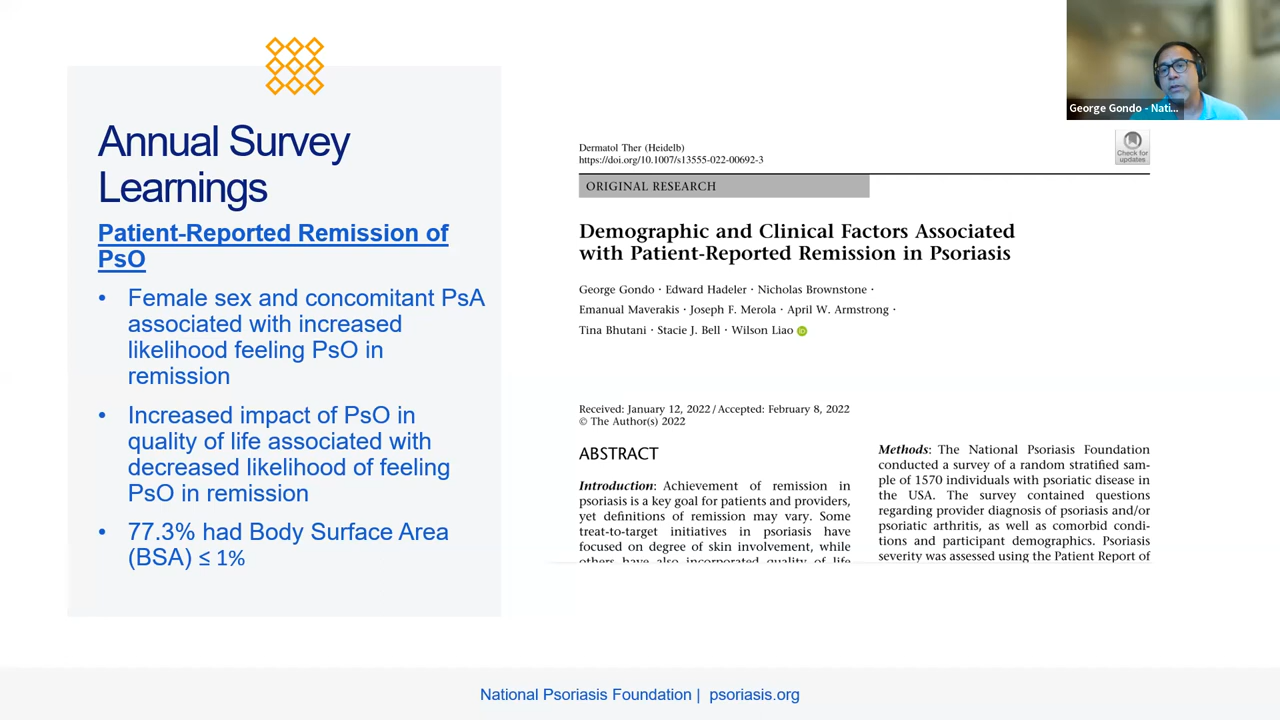 Annual Survey
Learnings
Patient-Reported Remission of
PsO
• Female sex and concomitant PsA
associated with increased
likelihood feeling PsO in
remission
• Increased impact of PsO in
quality of life associated with
decreased likelihood of feeling
PsO in remission
• 77.3% had Body Surface Area
(BSA) ≤ 1%
George Gondo - Nati...
Dermatol Ther (Heidelb)
https://doi.org/10.1007/s13555-022-00692-3
Check for
updates
ORIGINAL RESEARCH
Demographic and Clinical Factors Associated
with Patient-Reported Remission in Psoriasis
George Gondo · Edward Hadeler · Nicholas Brownstone ·
Emanual Maverakis · Joseph F. Merola · April W. Armstrong ·
Tina Bhutani · Stacie J. Bell · Wilson Liao
Received: January 12, 2022 / Accepted: February 8, 2022
© The Author(s) 2022
ABSTRACT
Introduction: Achievement of remission in
psoriasis is a key goal for patients and providers,
yet definitions of remission may vary. Some
treat-to-target initiatives in psoriasis have
focused on degree of skin involvement, while
others have also incorporated quality of life
Methods: The National Psoriasis Foundation
conducted a survey of a random stratified sam-
ple of 1570 individuals with psoriatic disease in
the USA. The survey contained questions
regarding provider diagnosis of psoriasis and/or
psoriatic arthritis, as well as comorbid condi-
tions and participant demographics. Psoriasis
severity was assessed using the Patient Report of
National Psoriasis Foundation | psoriasis.org